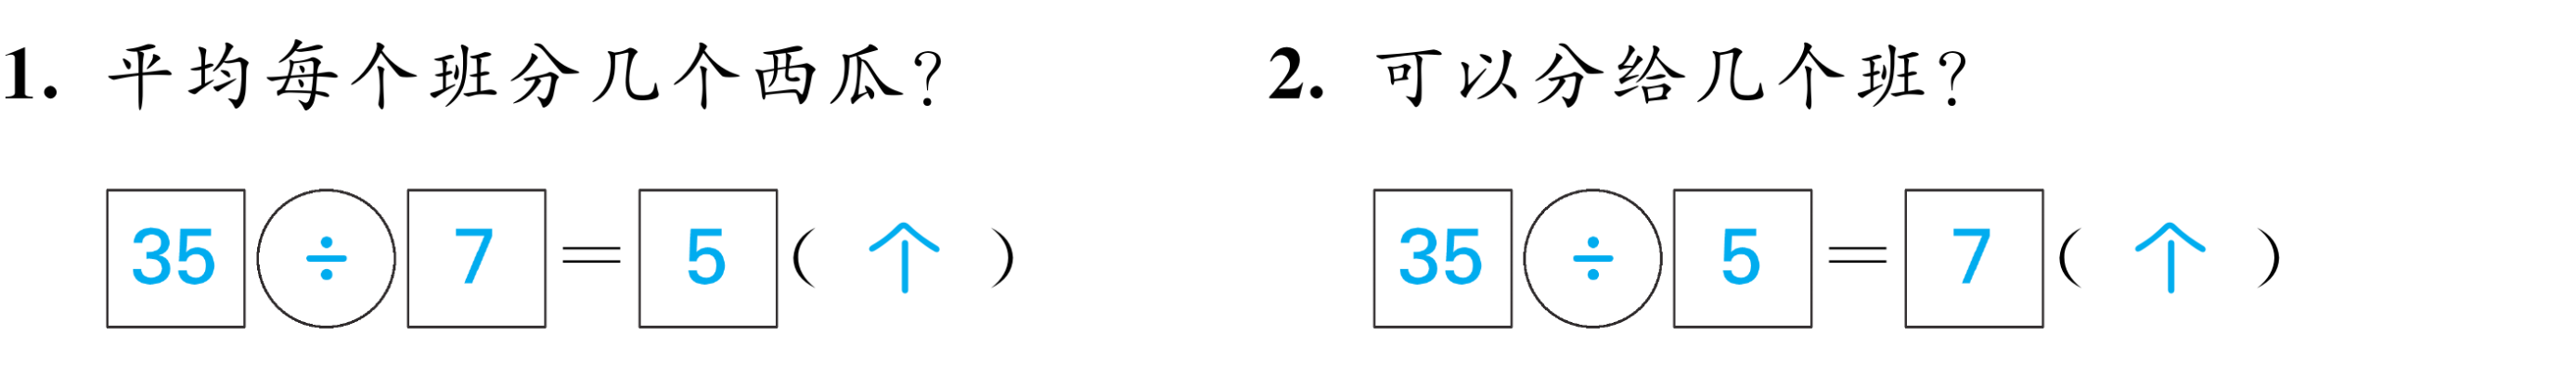 1. 平均每个班分几个西瓜?
35 ÷ 7 = 5 ( 个 )
2. 可以分给几个班?
35 ÷ 5 = 7 ( 个 )